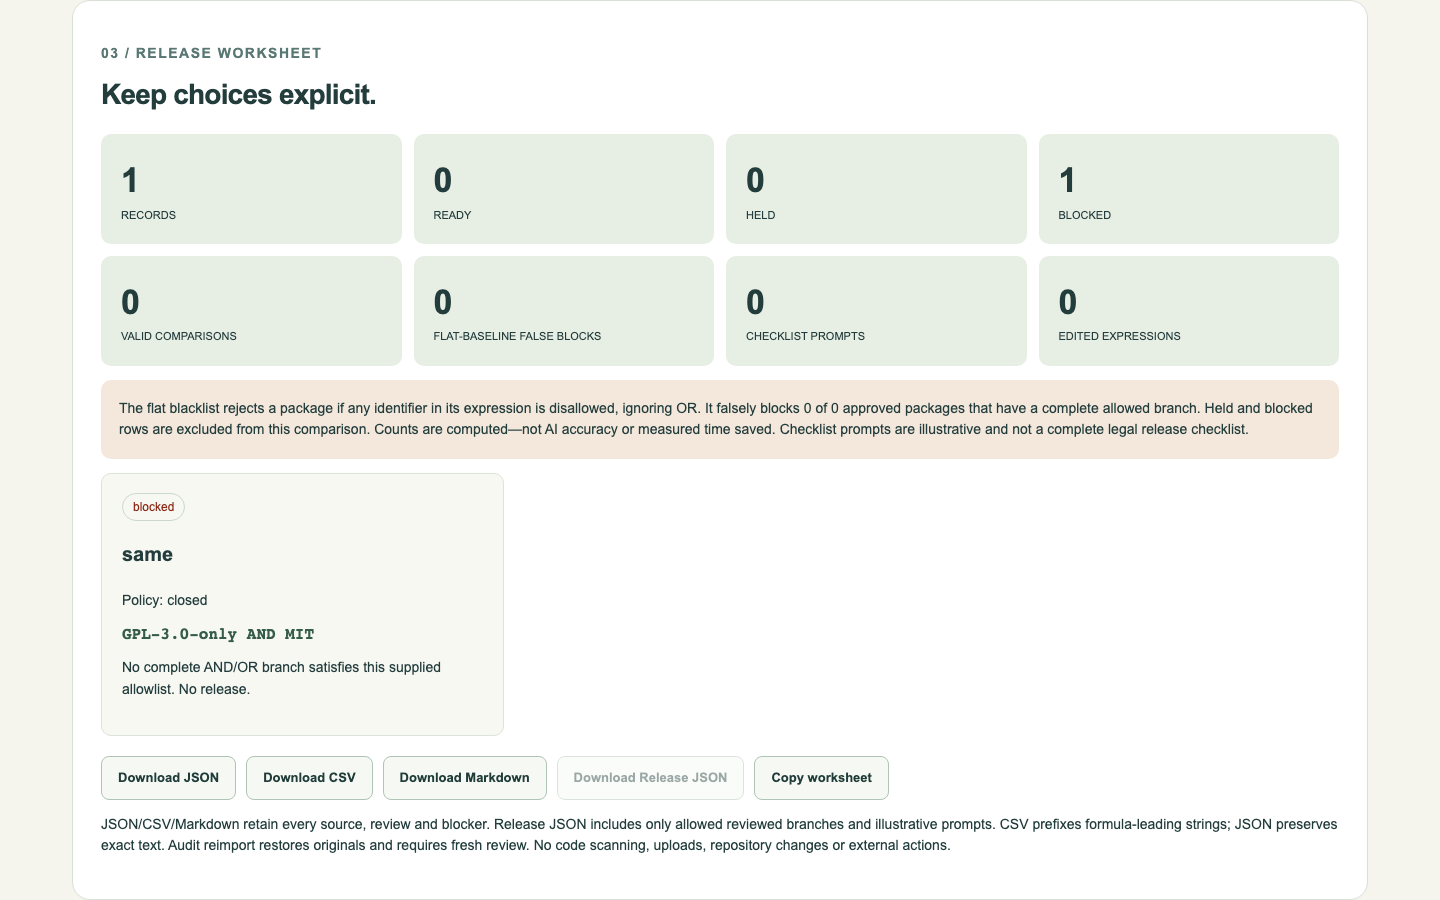 03 / RELEASE WORKSHEET
Keep choices explicit.
1
RECORDS
0
READY
0
HELD
1
BLOCKED
0
VALID COMPARISONS
0
FLAT-BASELINE FALSE BLOCKS
0
CHECKLIST PROMPTS
0
EDITED EXPRESSIONS
The flat blacklist rejects a package if any identifier in its expression is disallowed, ignoring OR. It falsely blocks 0 of 0 approved packages that have a complete allowed branch. Held and blocked
rows are excluded from this comparison. Counts are computed—not AI accuracy or measured time saved. Checklist prompts are illustrative and not a complete legal release checklist.
blocked
same
Policy: closed
GPL-3.0-only AND MIT
No complete AND/OR branch satisfies this supplied
allowlist. No release.
Download JSON
Download CSV
Download Markdown
Download Release JSON
Copy worksheet
JSON/CSV/Markdown retain every source, review and blocker. Release JSON includes only allowed reviewed branches and illustrative prompts. CSV prefixes formula-leading strings; JSON preserves
exact text. Audit reimport restores originals and requires fresh review. No code scanning, uploads, repository changes or external actions.